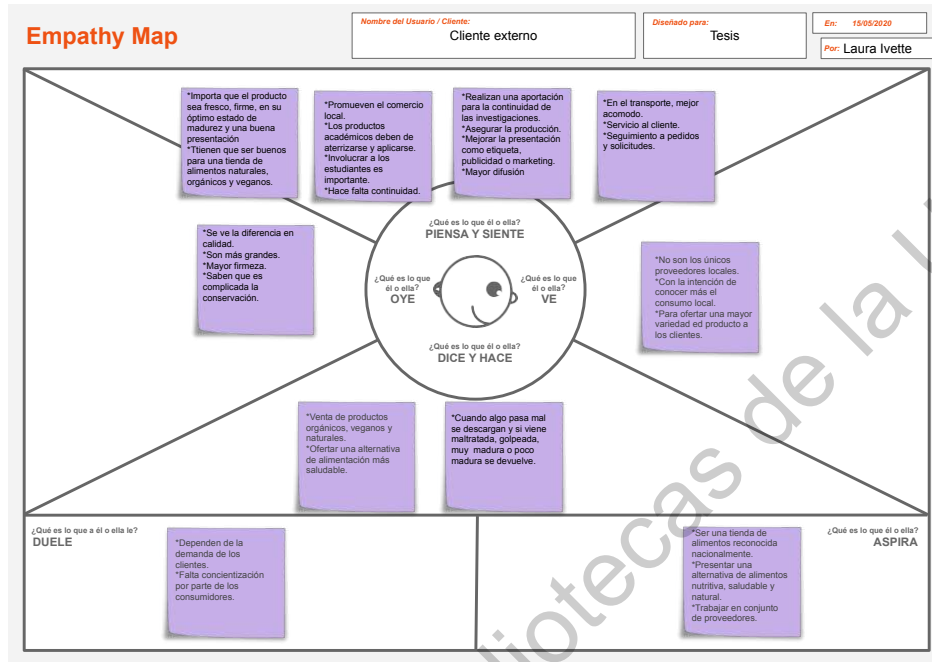 Empathy Map
Nombre del Usuario / Cliente:
Cliente externo
Diseñado para:
Tesis
En: 15/05/2020
Por: Laura Ivette
*Importa que el producto
sea fresco, firme, en su
óptimo estado de
madurez y una buena
presentación
*Ttienen que ser buenos
para una tienda de
alimentos naturales,
orgánicos y veganos.
*Promueven el comercio
local.
*Los productos
académicos deben de
aterrizarse y aplicarse.
*Involucrar a los
estudiantes es
importante.
*Hace falta continuidad.
*Realizan una aportación
para la continuidad de
las investigaciones.
*Asegurar la producción.
*Mejorar la presentación
como etiqueta,
publicidad o marketing.
*Mayor difusión
*En el transporte, mejor
acomodo.
*Servicio al cliente.
*Seguimiento a pedidos
y solicitudes.
¿Qué es lo que él o ella?
PIENSA Y SIENTE
*Se ve la diferencia en
calidad.
*Son más grandes.
*Mayor firmeza.
*Saben que es
complicada la
conservación.
¿Qué es lo que
él o ella?
OYE
¿Qué es lo que
él o ella?
VE
*No son los únicos
proveedores locales.
*Con la intención de
conocer más el
consumo local.
*Para ofertar una mayor
variedad ed producto a
los clientes.
¿Qué es lo que él o ella?
DICE Y HACE
*Venta de productos
orgánicos, veganos y
naturales.
*Ofertar una alternativa
de alimentación más
saludable.
*Cuando algo pasa mal
se descargan y si viene
maltratada, golpeada,
muy madura o poco
madura se devuelve.
¿Qué es lo que a él o ella le?
DUELE
*Dependen de la
demanda de los
clientes.
*Falta concientización
por parte de los
consumidores.
*Ser una tienda de
alimentos reconocida
nacionalmente.
*Presentar una
alternativa de alimentos
nutritiva, saludable y
natural.
*Trabajar en conjunto
de proveedores.
¿Qué es lo que él o ella?
ASPIRA
de la